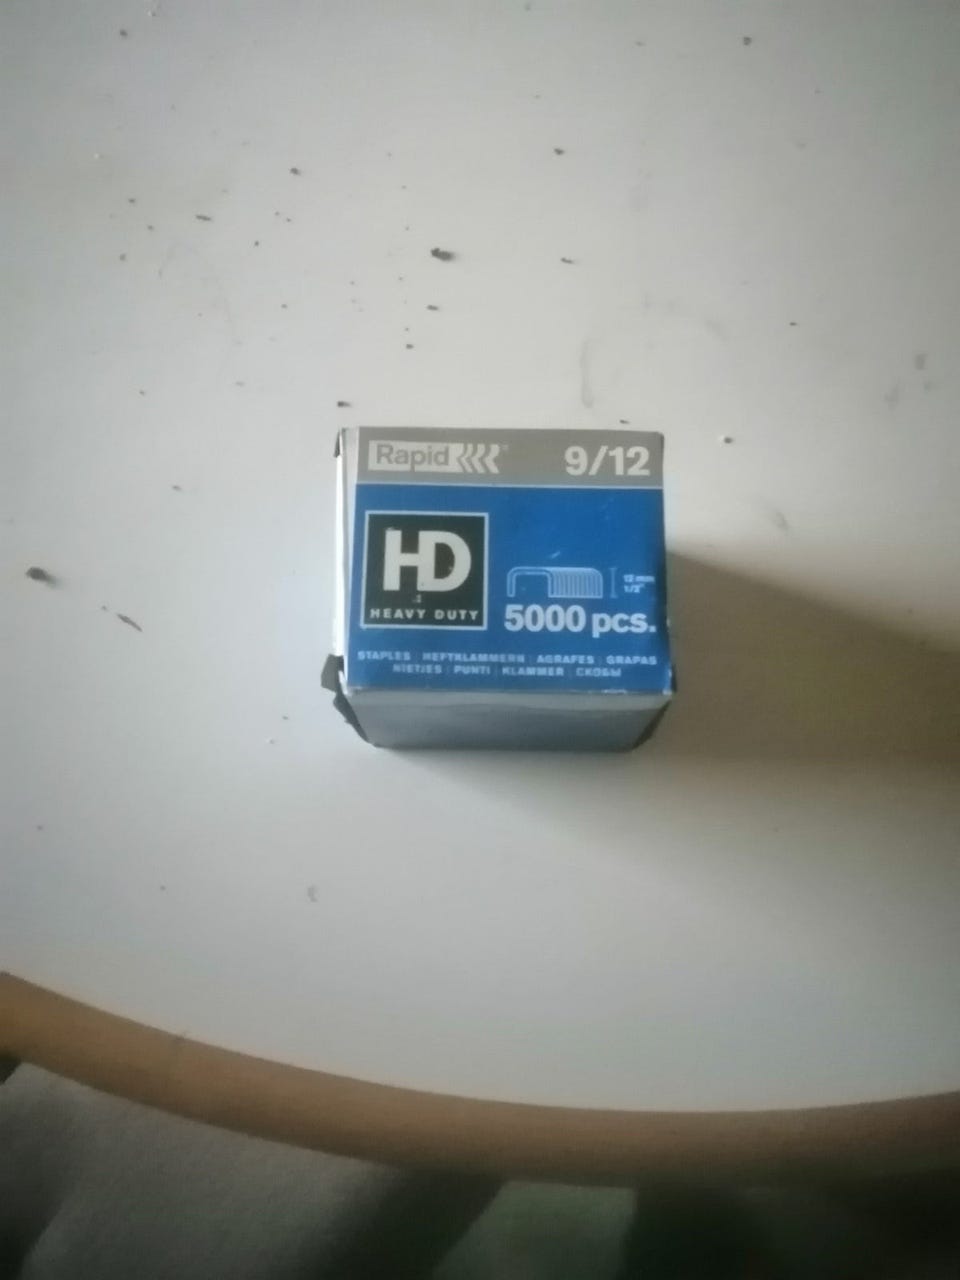 Rapid 9/12
HD
HEAVY DUTY
12 mm
1/2"
5000 pcs.
STAPLES HEFTKLAMMERN AGRAFES GRAPAS
NIETJES PUNTI KLAMMER СКОБЫ